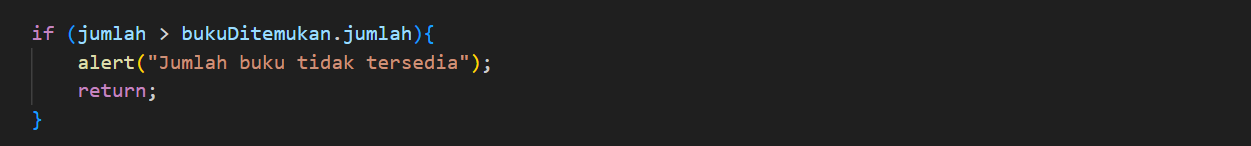 if (jumlah > bukuDitemukan.jumlah){
    alert("Jumlah buku tidak tersedia");
    return;
}